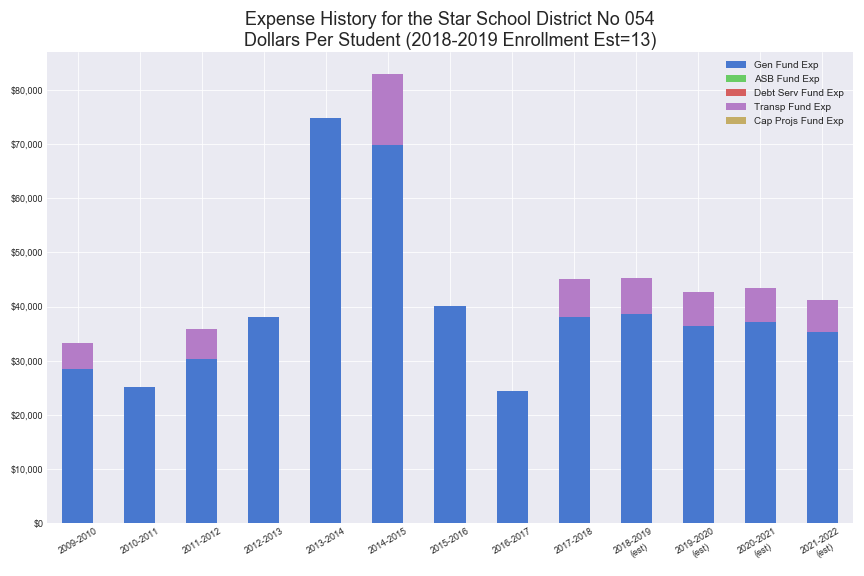 Expense History for the Star School District No 054
Dollars Per Student (2018-2019 Enrollment Est=13)
Gen Fund Exp
ASB Fund Exp
Debt Serv Fund Exp
Transp Fund Exp
Cap Projs Fund Exp
$80,000
$70,000
$60,000
$50,000
$40,000
$30,000
$20,000
$10,000
$0
2009-2010
2010-2011
2011-2012
2012-2013
2013-2014
2014-2015
2015-2016
2016-2017
2017-2018
2018-2019
(est)
2019-2020
(est)
2020-2021
(est)
2021-2022
(est)